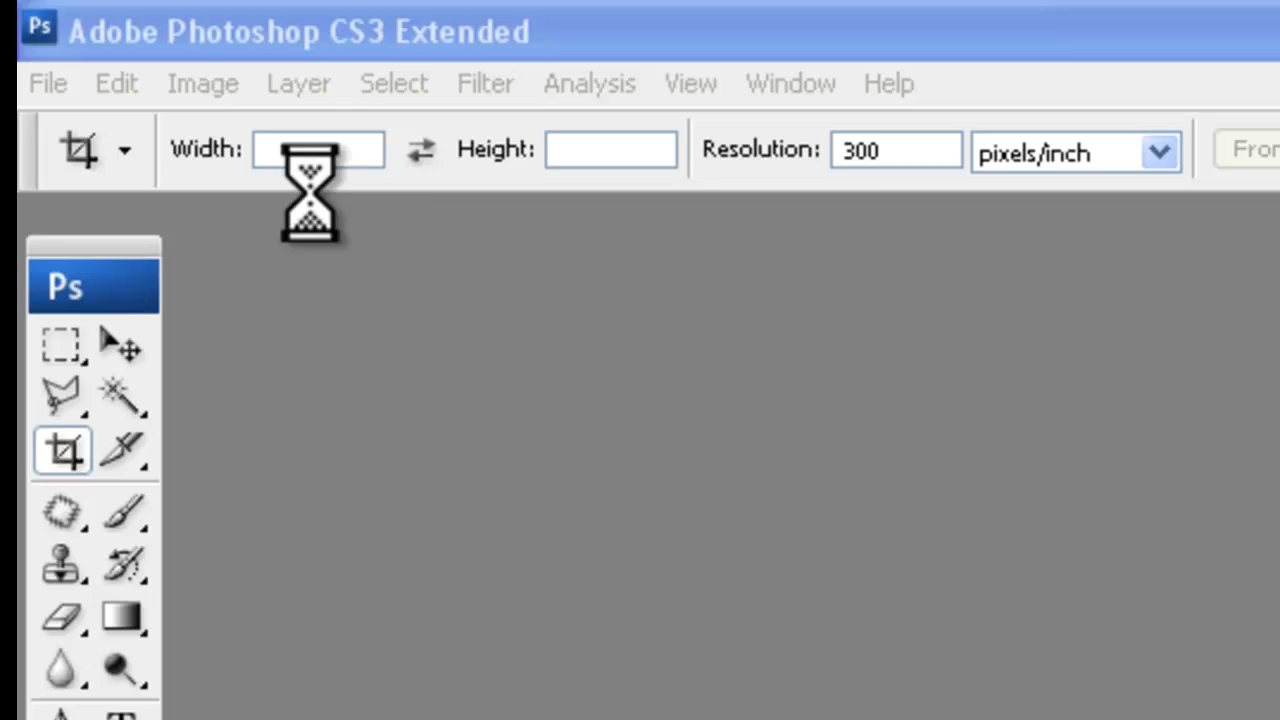 Ps Adobe Photoshop CS3 Extended
File Edit Image Layer Select Filter Analysis View Window Help
Width: Height: Resolution: 300 pixels/inch
Ps